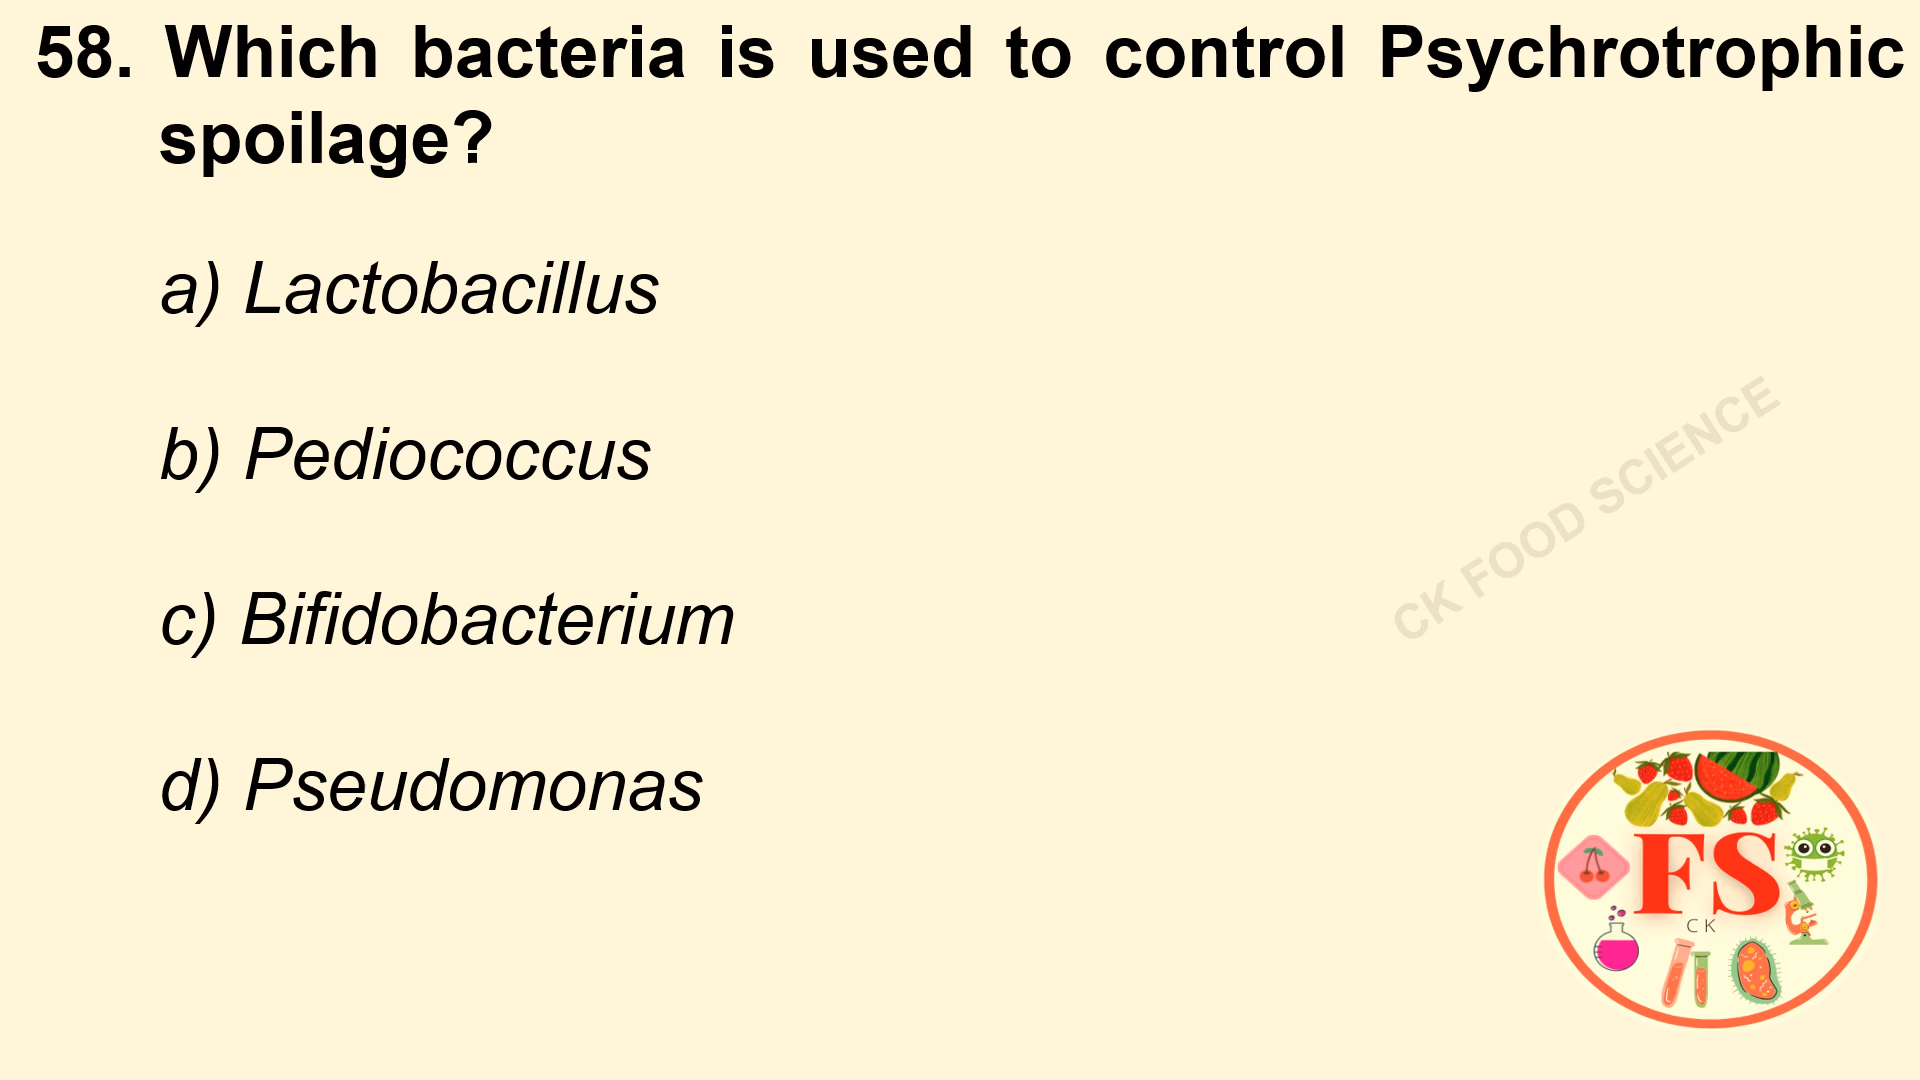 58. Which bacteria is used to control Psychrotrophic
spoilage?
a) Lactobacillus
b) Pediococcus
c) Bifidobacterium
d) Pseudomonas
CK FOOD SCIENCE
FS
CK